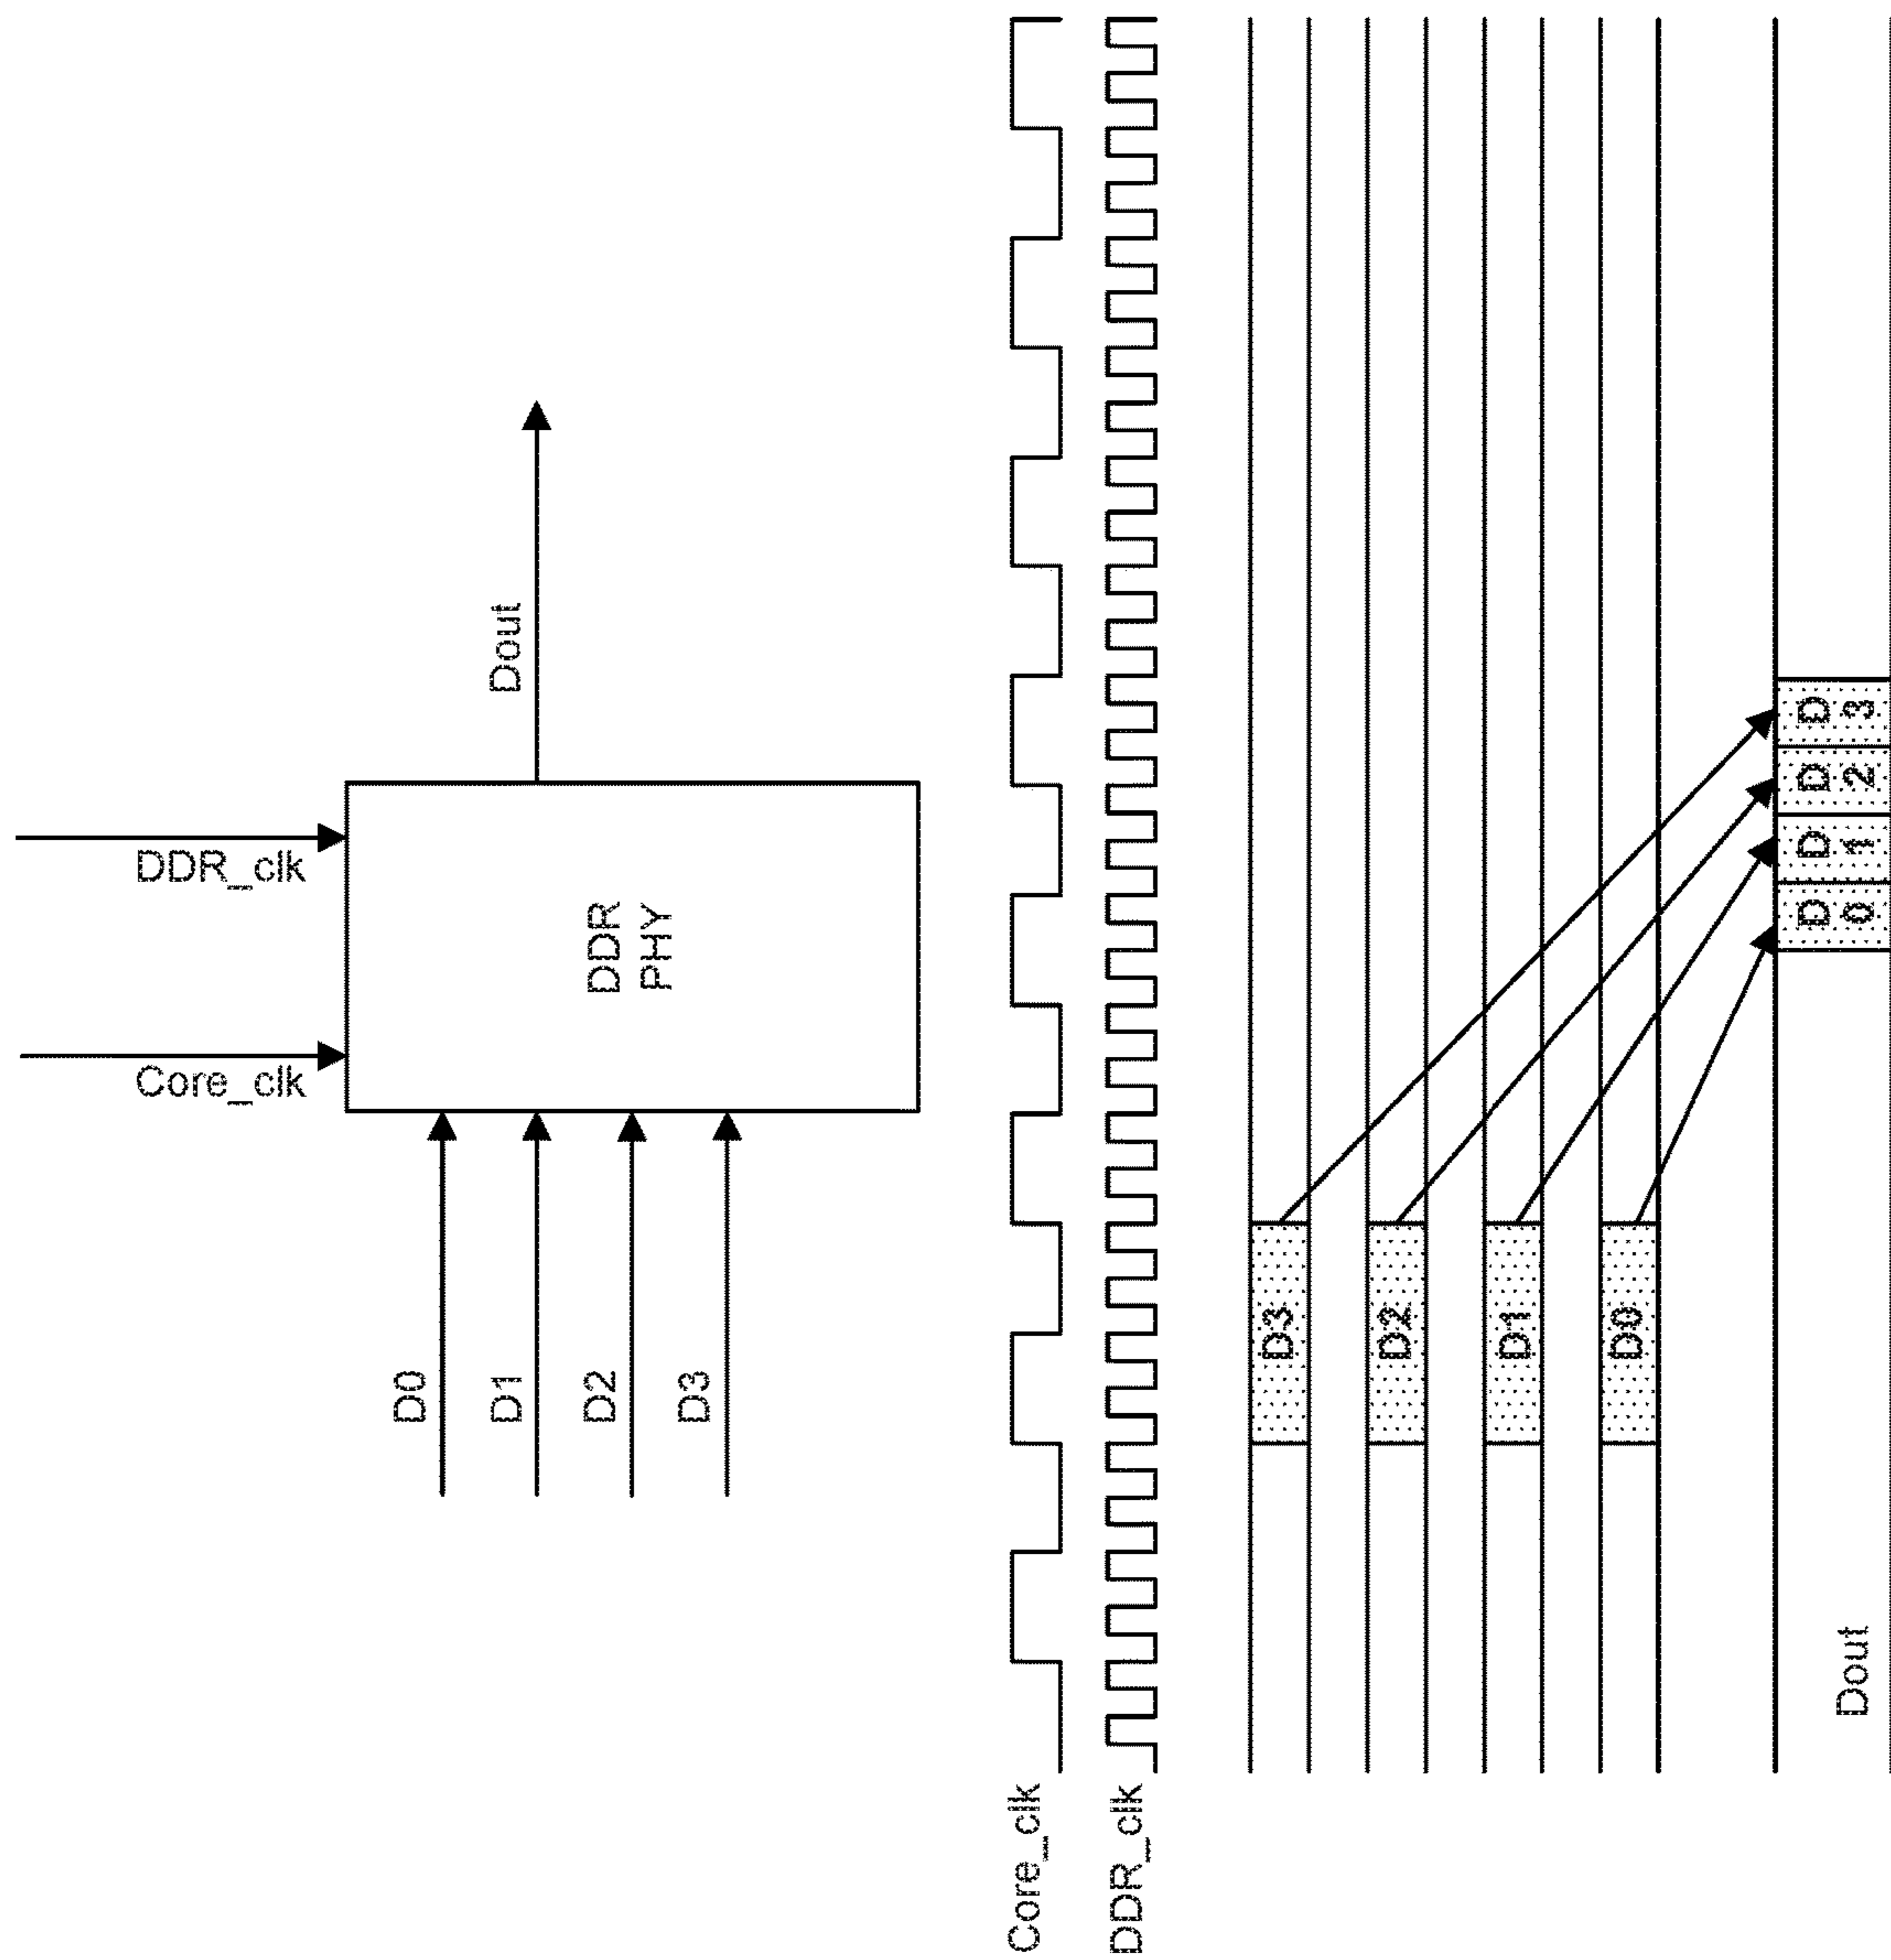 Core_clk
DDR_clk
D0
D1
D2
D3
DDR
PHY
Dout
Core_clk
DDR_clk
D3
D2
D1
D0
Dout
D
0
D
1
D
2
D
3